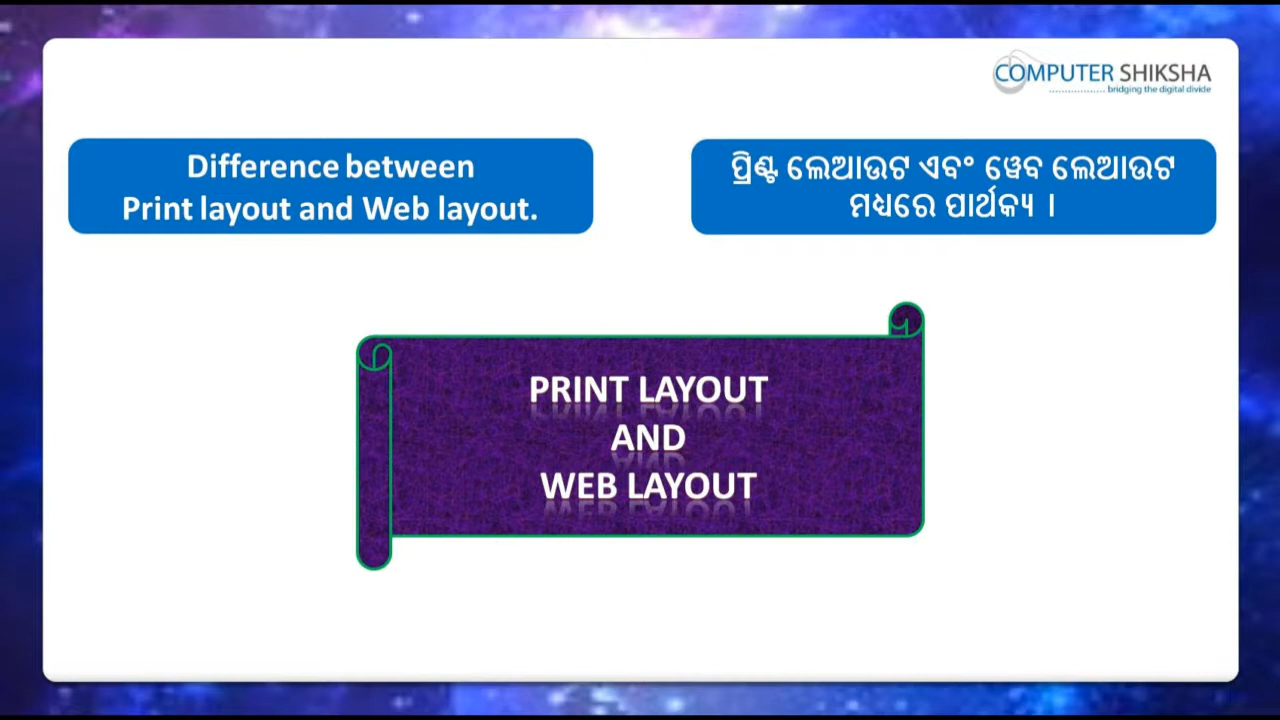 COMPUTER SHIKSHA
bridging the digital divide
Difference between
Print layout and Web layout.
ପ୍ରିଣ୍ଟ ଲେଆଉଟ ଏବଂ ୱେବ ଲେଆଉଟ
ମଧ୍ୟରେ ପାର୍ଥକ୍ୟ ।
PRINT LAYOUT
AND
WEB LAYOUT